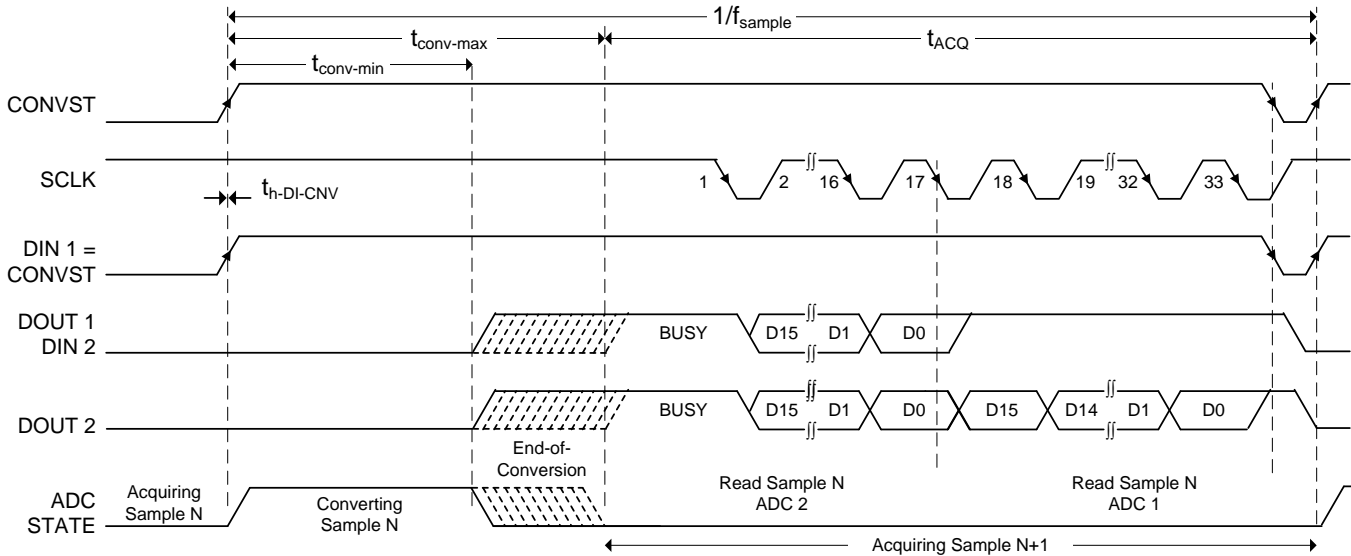 1/fsample
tconv-max
tACQ
tconv-min
CONVST
SCLK
1 2 16 17 18 19 32 33
th-DI-CNV
DIN 1 =
CONVST
DOUT 1
DIN 2
BUSY D15 D1 D0
DOUT 2
BUSY D15 D1 D0 D15 D14 D1 D0
End-of-
Conversion
ADC
STATE
Acquiring
Sample N
Converting
Sample N
Read Sample N
ADC 2
Read Sample N
ADC 1
Acquiring Sample N+1